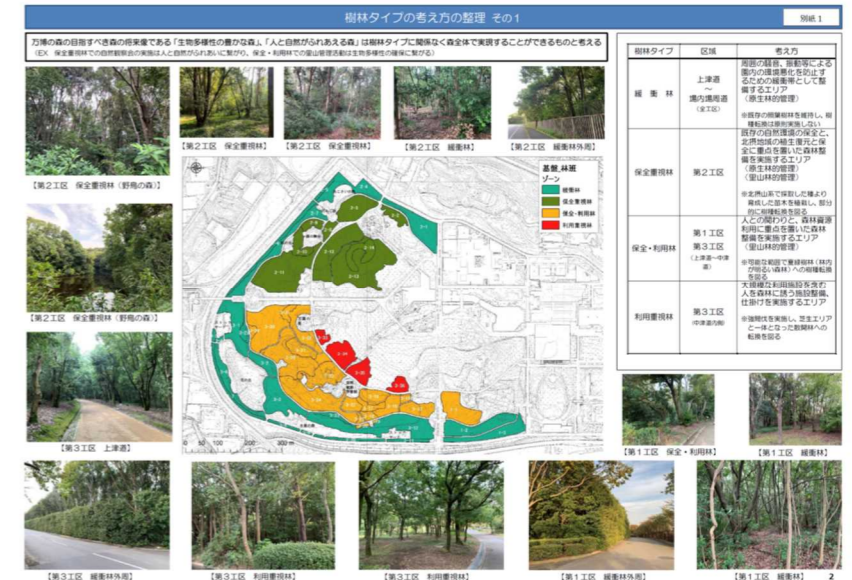 樹林タイプの考え方の整理 その1
別紙1
万博の森の目指すべき森の将来像である「生物多様性の豊かな森」、「人と自然がふれあえる森」は樹林タイプに関係なく森全体で実現することができるものと考える
(EX 保全重視林での自然観察会の実施は人と自然がふれあいに繋がり、保全・利用林での里山管理活動は生物多様性の確保に繋がる)
【第2工区 保全重視林(野鳥の森)】
【第2工区 保全重視林】
【第2工区 保全重視林】
【第2工区 緩衝林】
【第2工区 緩衝林外周】
【第2工区 保全重視林(野鳥の森)】
【第3工区 上津道】
基盤_林班
ゾーン
緩衝林
保全重視林
保全・利用林
利用重視林
樹林タイプ
区域
考え方
緩衝林
上津道
~
境内場周道
(全工区)
周囲の騒音、振動等による
園内の環境悪化を防止す
るための緩衝帯として整
備するエリア
(原生林的管理)
※既存の照葉樹林を維持し、樹
種転換は原則実施しない
保全重視林
第2工区
既存の自然環境の保全と、
北摂地域の植生復元と保
全に重点を置いた森林整
備を実施するエリア
(原生林的管理)
(里山林的管理)
※北摂山系で採取した種より
育成した苗木を植栽し、部分
的に樹種転換を図る
保全・利用林
第1工区
第3工区
(上津道~中津
道)
人との関わりと、森林資源
利用に重点を置いた森林
整備を実施するエリア
(里山林的管理)
※可能な範囲で夏緑樹林(林内
が明るい森林)への樹種転換
を図る
利用重視林
第3工区
(中津道内側)
大規模な利用施設を含む
人を森林に誘う施設整備、
仕掛けを実施するエリア
※強間伐を実施し、芝生エリア
と一体となった散開林への
転換を図る
0 50 100 200 300 m
【第1工区 保全・利用林】
【第1工区 緩衝林】
【第3工区 緩衝林外周】
【第3工区 利用重視林】
【第3工区 利用重視林】
【第1工区 緩衝林外周】
【第1工区 緩衝林】
2